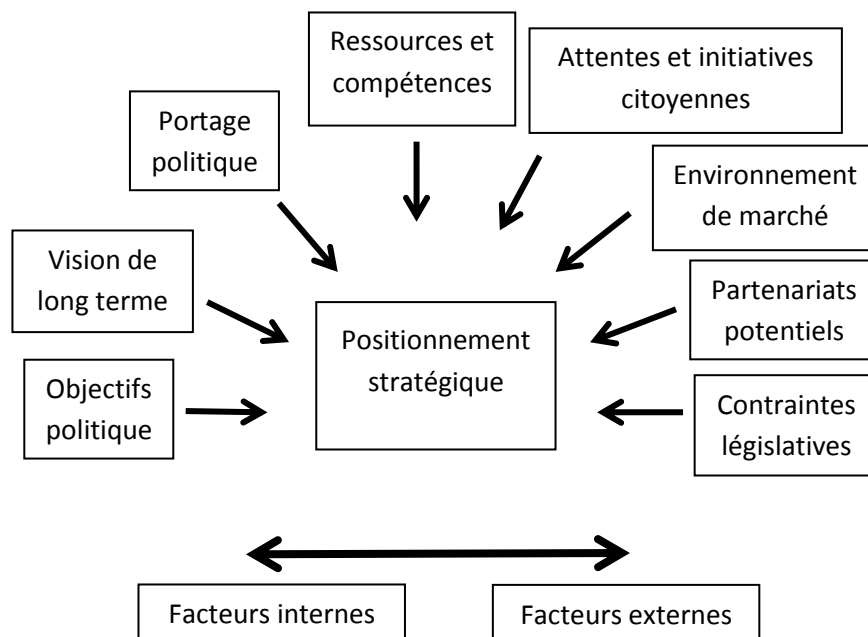 Ressources et
compétences
Attentes et initiatives
citoyennes
Portage
politique
Environnement
de marché
Vision de
long terme
Partenariats
potentiels
Positionnement
stratégique
Objectifs
politique
Contraintes
législatives
Facteurs internes
Facteurs externes